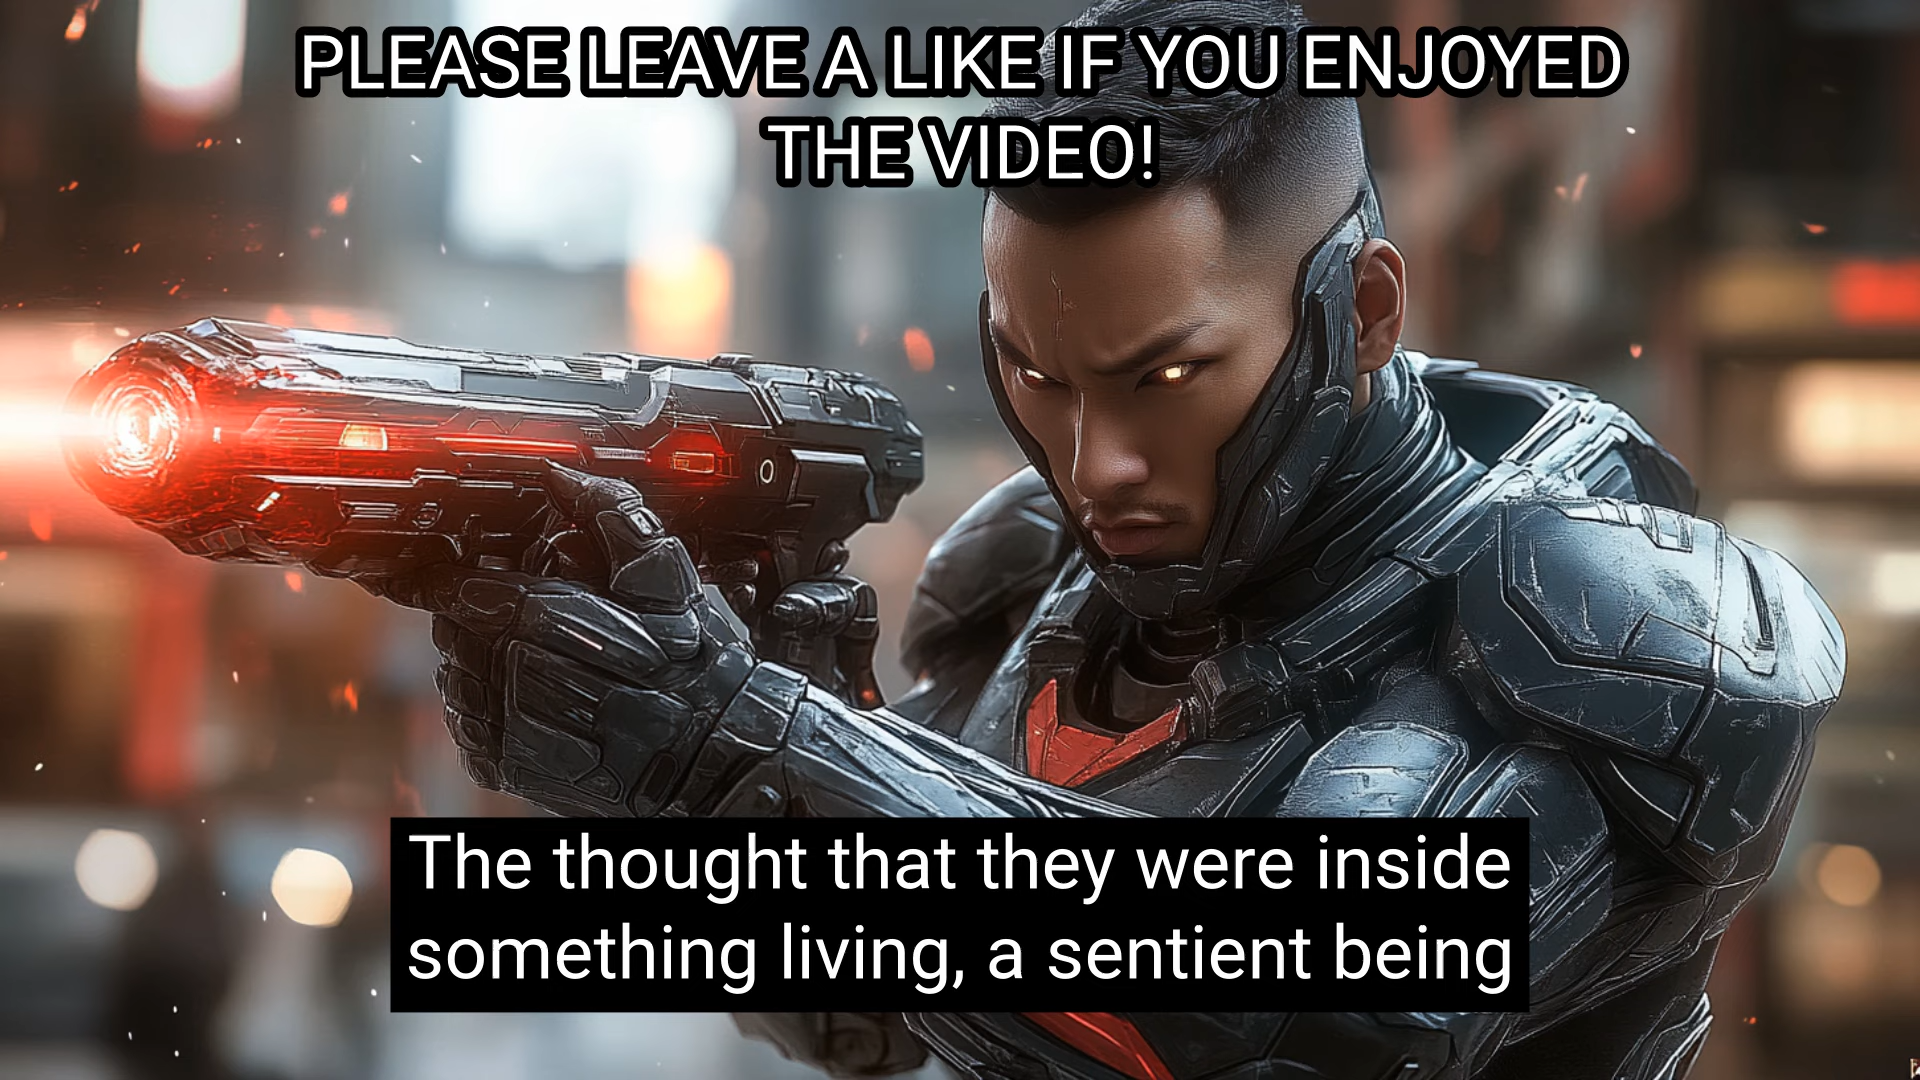 PLEASE LEAVE A LIKE IF YOU ENJOYED
THE VIDEO!
The thought that they were inside
something living, a sentient being